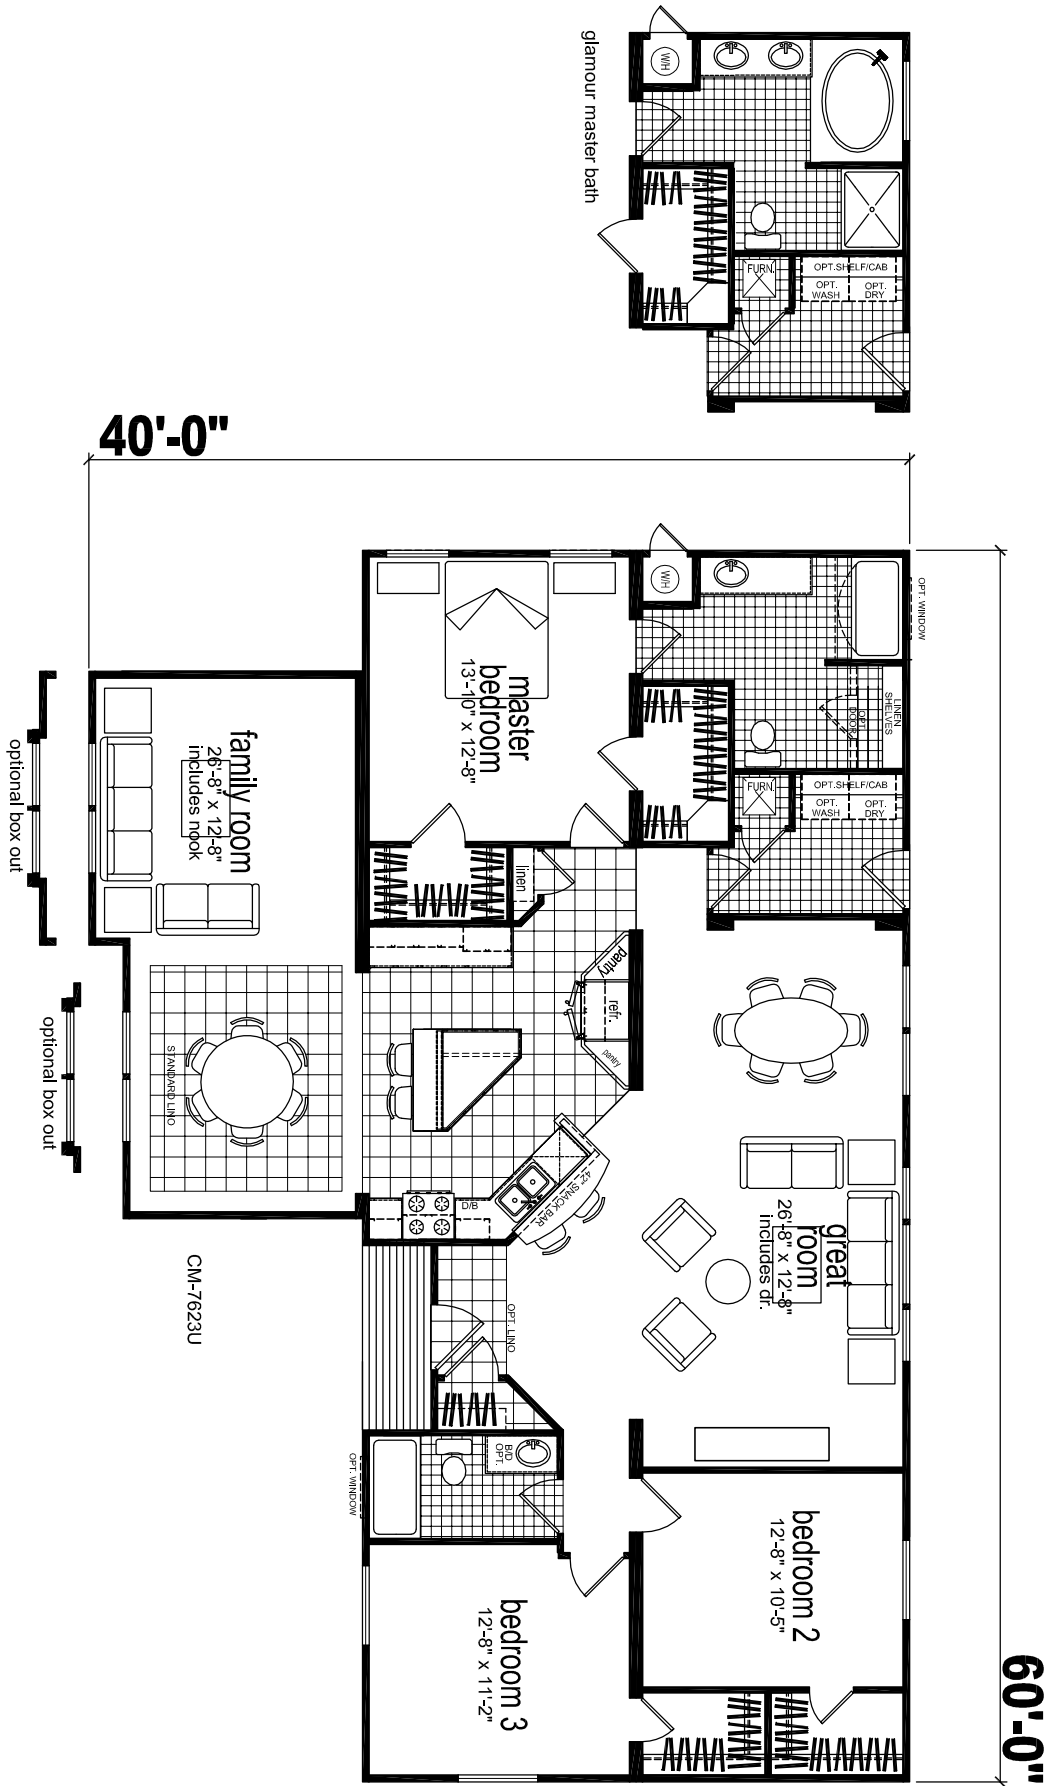 glamour master bath
W/H
FURN.
OPT.SHELF/CAB
OPT.
WASH
OPT.
DRY
40'-0"
60'-0"
OPT. WINDOW
W/H
LINEN
SHELVES
OPT.
DOOR
FURN.
OPT.SHELF/CAB
OPT.
WASH
OPT.
DRY
master
bedroom
13'-10" x 12'-8"
linen
pantry
refr.
pantry
family room
26'-8" x 12'-8"
includes nook
optional box out
optional box out
STANDARD LINO
42" SNACK BAR
D/B
great
room
26'-8" x 12'-8"
includes dr.
OPT. LINO
CM-7623U
B/D
OPT.
OPT. WINDOW
bedroom 2
12'-8" x 10'-5"
bedroom 3
12'-8" x 11'-2"